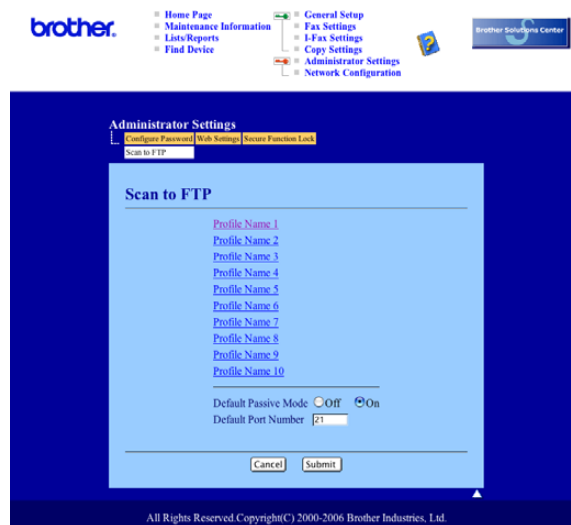 brother.
Home Page
Maintenance Information
Lists/Reports
Find Device
General Setup
Fax Settings
I-Fax Settings
Copy Settings
Administrator Settings
Network Configuration
Brother Solutions Center
Administrator Settings
Configure Password Web Settings Secure Function Lock
Scan to FTP
Scan to FTP
Profile Name 1
Profile Name 2
Profile Name 3
Profile Name 4
Profile Name 5
Profile Name 6
Profile Name 7
Profile Name 8
Profile Name 9
Profile Name 10
Default Passive Mode Off On
Default Port Number 21
Cancel Submit
All Rights Reserved.Copyright(C) 2000-2006 Brother Industries, Ltd.